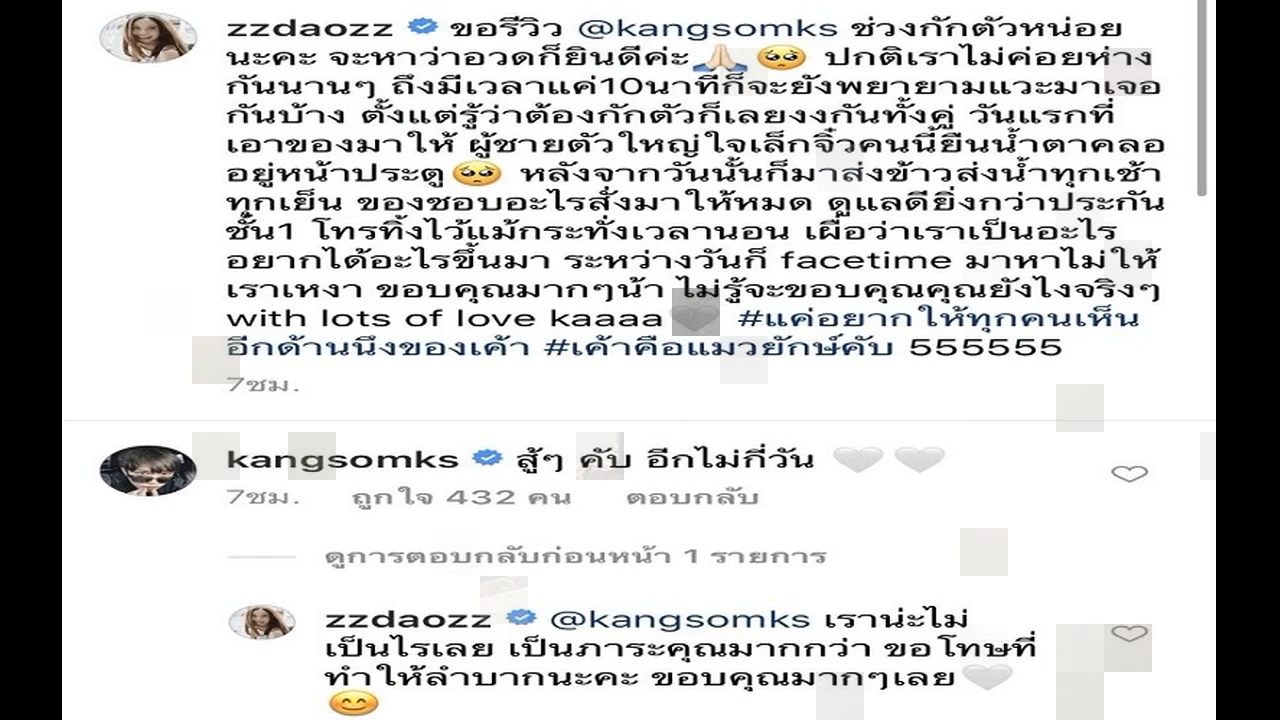 zzdaozz ขอรีวิว @kangsomks ช่วงกักตัวหน่อย
นะคะ จะหาว่าอวดก็ยินดีค่ะ🙏🏻🥺 ปกติเราไม่ค่อยห่าง
กันนานๆ ถึงมีเวลาแค่10นาทีก็จะยังพยายามแวะมาเจอ
กันบ้าง ตั้งแต่รู้ว่าต้องกักตัวก็เลยงงกันทั้งคู่ วันแรกที่
เอาของมาให้ ผู้ชายตัวใหญ่ใจเล็กจิ๋วคนนี้ยืนน้ำตาคลอ
อยู่หน้าประตู🥺 หลังจากวันนั้นก็มาส่งข้าวส่งน้ำทุกเช้า
ทุกเย็น ของชอบอะไรสั่งมาให้หมด ดูแลดียิ่งกว่าประกัน
ชั้น1 โทรทิ้งไว้แม้กระทั่งเวลานอน เผื่อว่าเราเป็นอะไร
อยากได้อะไรขึ้นมา ระหว่างวันก็ facetime มาหาไม่ให้
เราเหงา ขอบคุณมากๆน้า ไม่รู้จะขอบคุณคุณยังไงจริงๆ
with lots of love kaaaa🤍 #แค่อยากให้ทุกคนเห็น
อีกด้านนึงของเค้า #เค้าคือแมวยักษ์คับ 555555
7ชม.
kangsomks สู้ๆ คับ อีกไม่กี่วัน 🤍🤍
7ชม. ถูกใจ 432 คน ตอบกลับ
ดูการตอบกลับก่อนหน้า 1 รายการ
zzdaozz @kangsomks เราน่ะไม่
เป็นไรเลย เป็นภาระคุณมากกว่า ขอโทษที่
ทำให้ลำบากนะคะ ขอบคุณมากๆเลย🤍
😊